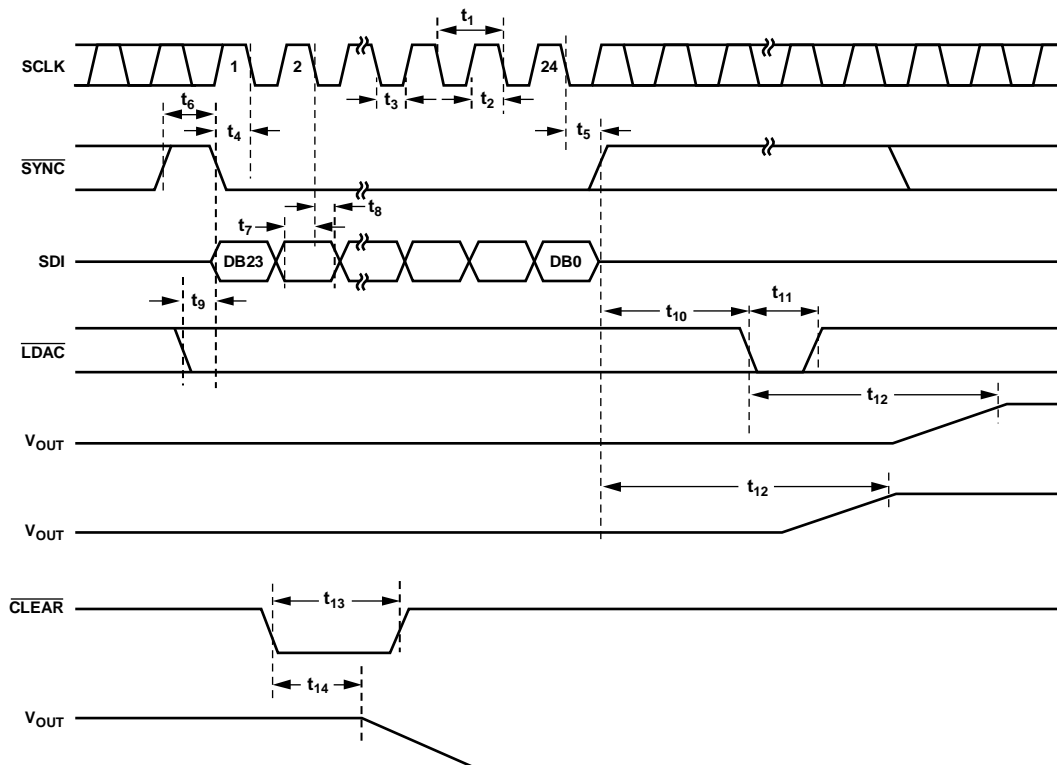 t1
SCLK 1 2 24
t3 t2
t6
t4 t5
SYNC
t7 t8
SDI DB23 DB0
t9 t10 t11
LDAC
t12
VOUT
t12
VOUT
CLEAR t13
t14
VOUT